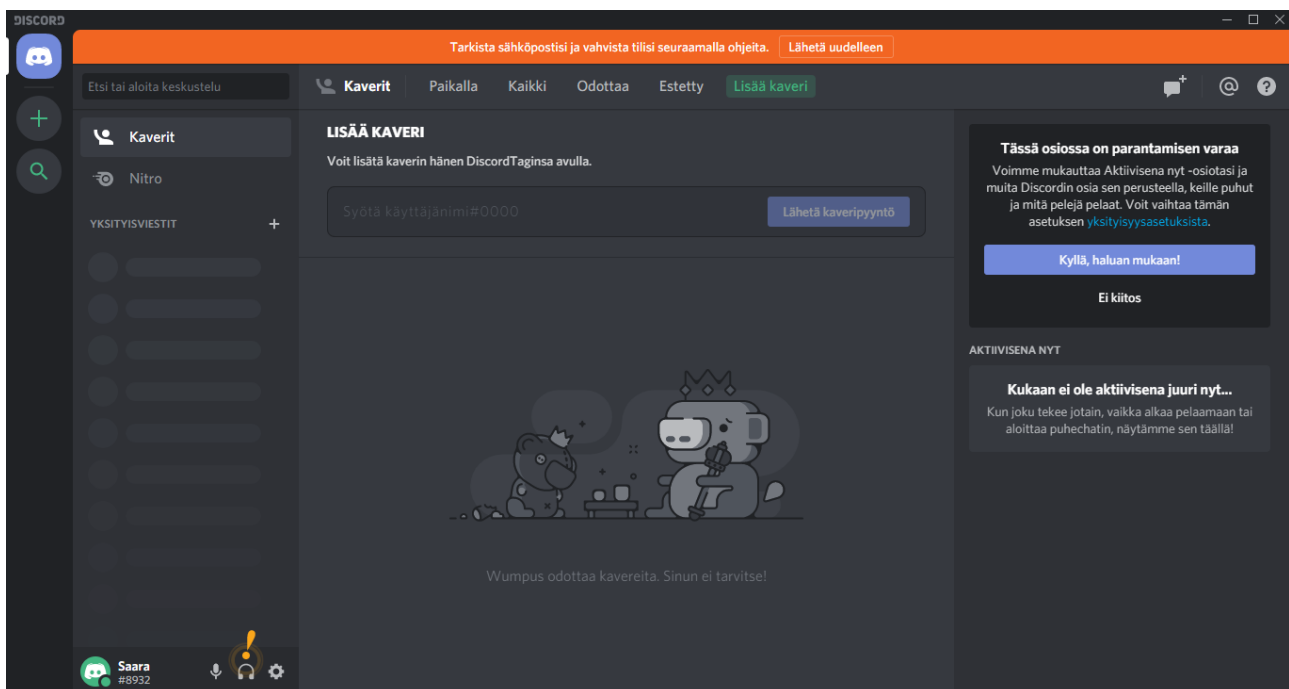 DISCORD
Tarkista sähköpostisi ja vahvista tilisi seuraamalla ohjeita. Lähetä uudelleen
Etsi tai aloita keskustelu
Kaverit Paikalla Kaikki Odottaa Estetty Lisää kaveri
Kaverit
Nitro
YKSITYISVIESTIT
LISÄÄ KAVERI
Voit lisätä kaverin hänen DiscordTaginsa avulla.
Syötä käyttäjänimi#0000 Lähetä kaveripyyntö
Wumpus odottaa kavereita. Sinun ei tarvitse!
Tässä osiossa on parantamisen varaa
Voimme mukauttaa Aktiivisena nyt -osiotasi ja
muita Discordin osia sen perusteella, keille puhut
ja mitä pelejä pelaat. Voit vaihtaa tämän
asetuksen yksityisyysasetuksista.
Kyllä, haluan mukaan!
Ei kiitos
AKTIIVISENA NYT
Kukaan ei ole aktiivisena juuri nyt...
Kun joku tekee jotain, vaikka alkaa pelaamaan tai
aloittaa puhechatin, näytämme sen täällä!
Saara
#8932